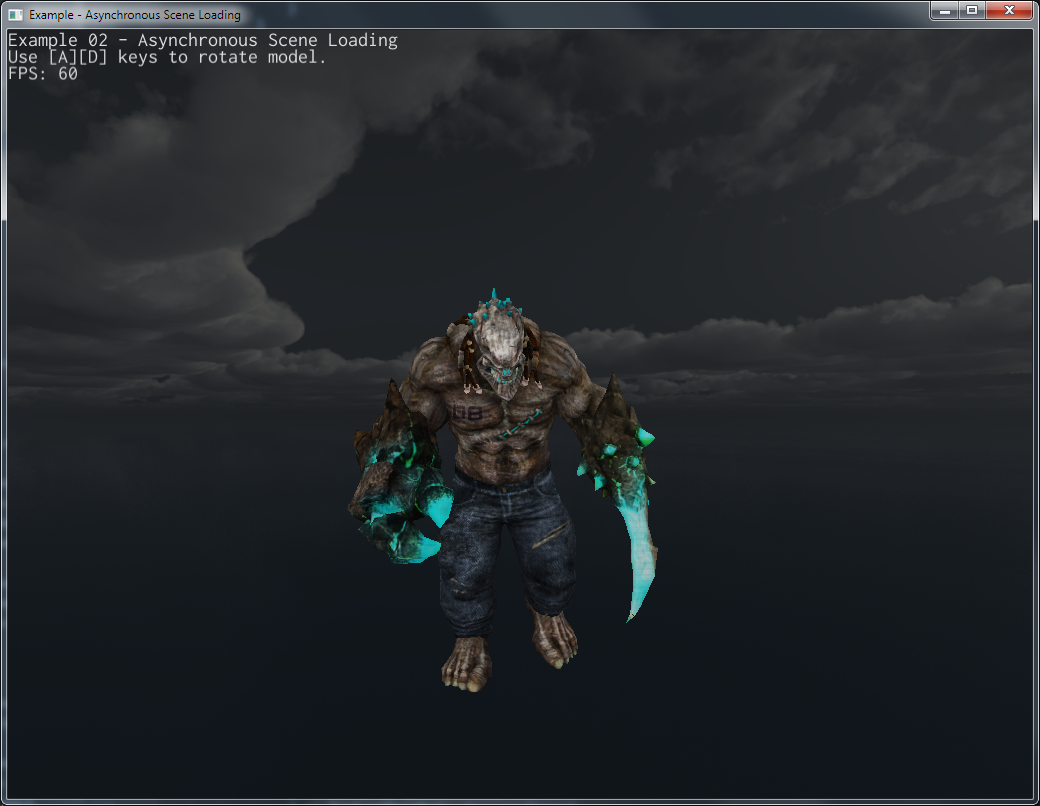 Example - Asynchronous Scene Loading
Example 02 - Asynchronous Scene Loading
Use [A][D] keys to rotate model.
FPS: 60